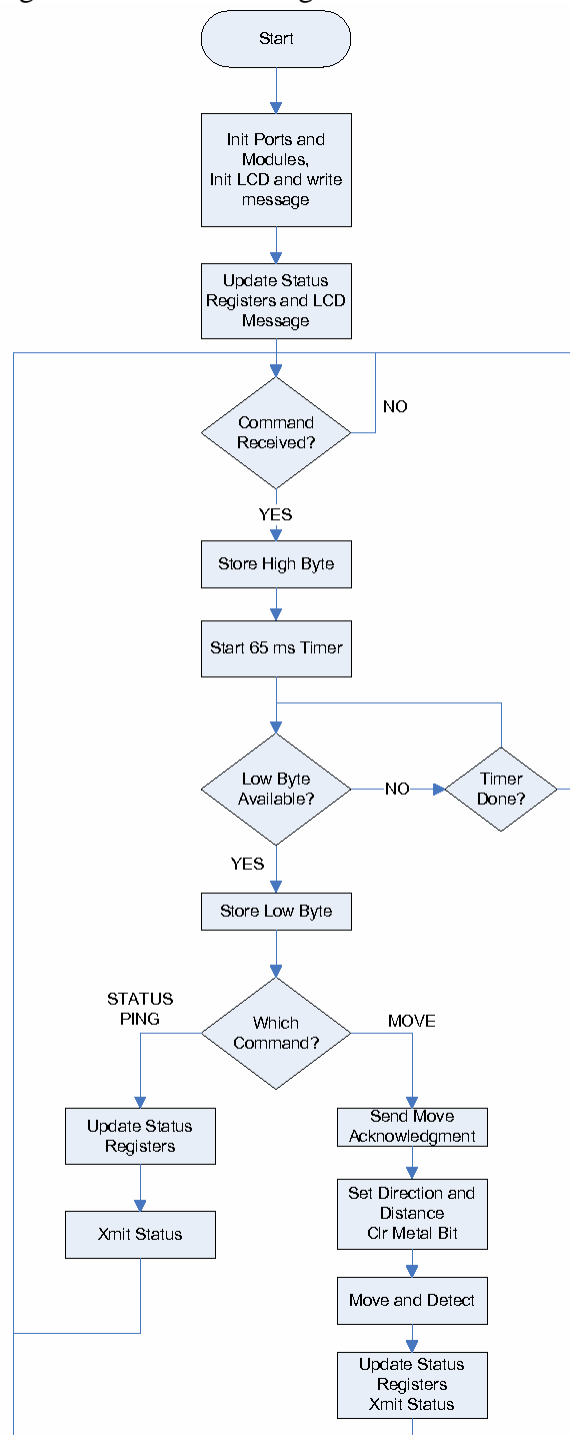 Start
Init Ports and
Modules,
Init LCD and write
message
Update Status
Registers and LCD
Message
Command
Received?
NO
YES
Store High Byte
Start 65 ms Timer
Low Byte
Available?
NO
Timer
Done?
YES
Store Low Byte
STATUS
PING
Which
Command?
MOVE
Update Status
Registers
Xmit Status
Send Move
Acknowledgment
Set Direction and
Distance
Clr Metal Bit
Move and Detect
Update Status
Registers
Xmit Status